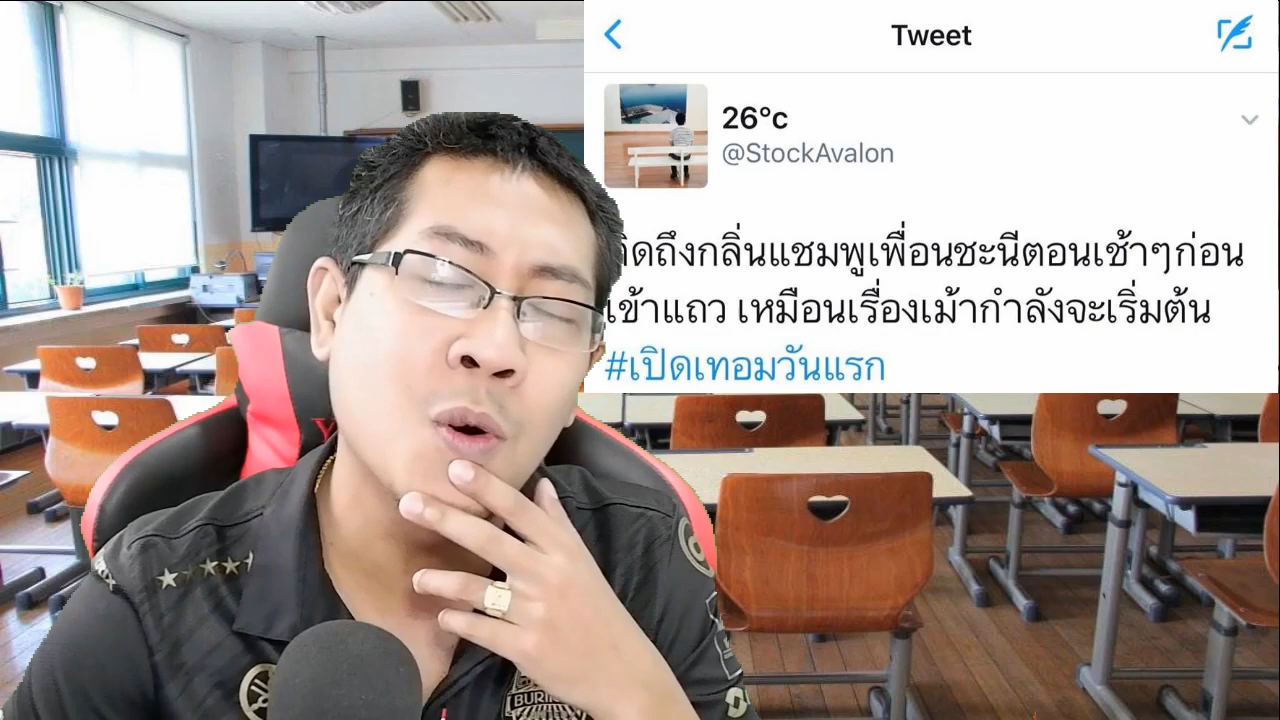 Tweet
26°c
@StockAvalon
คิดถึงกลิ่นแชมพูเพื่อนชะนีตอนเช้าๆก่อน
เข้าแถว เหมือนเรื่องเม้ากำลังจะเริ่มต้น
#เปิดเทอมวันแรก